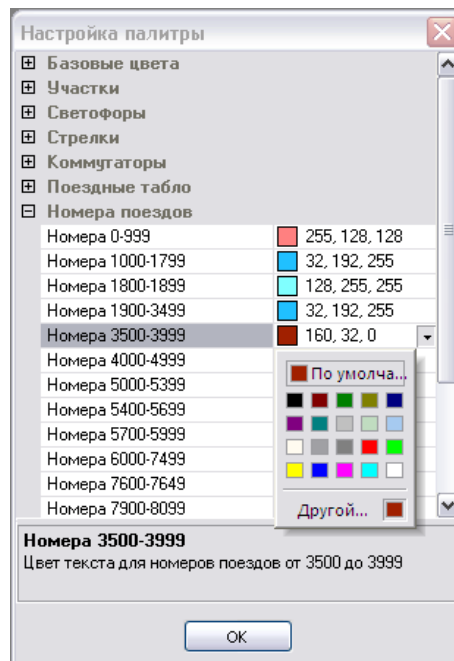 Настройка палитры
Базовые цвета
Участки
Светофоры
Стрелки
Коммутаторы
Поездные табло
Номера поездов
Номера 0-999 255, 128, 128
Номера 1000-1799 32, 192, 255
Номера 1800-1899 128, 255, 255
Номера 1900-3499 32, 192, 255
Номера 3500-3999 160, 32, 0
Номера 4000-4999
По умолча...
Номера 5000-5399
Номера 5400-5699
Номера 5700-5999
Номера 6000-7499
Номера 7600-7649
Номера 7900-8099
Другой...
Номера 3500-3999
Цвет текста для номеров поездов от 3500 до 3999
ОК